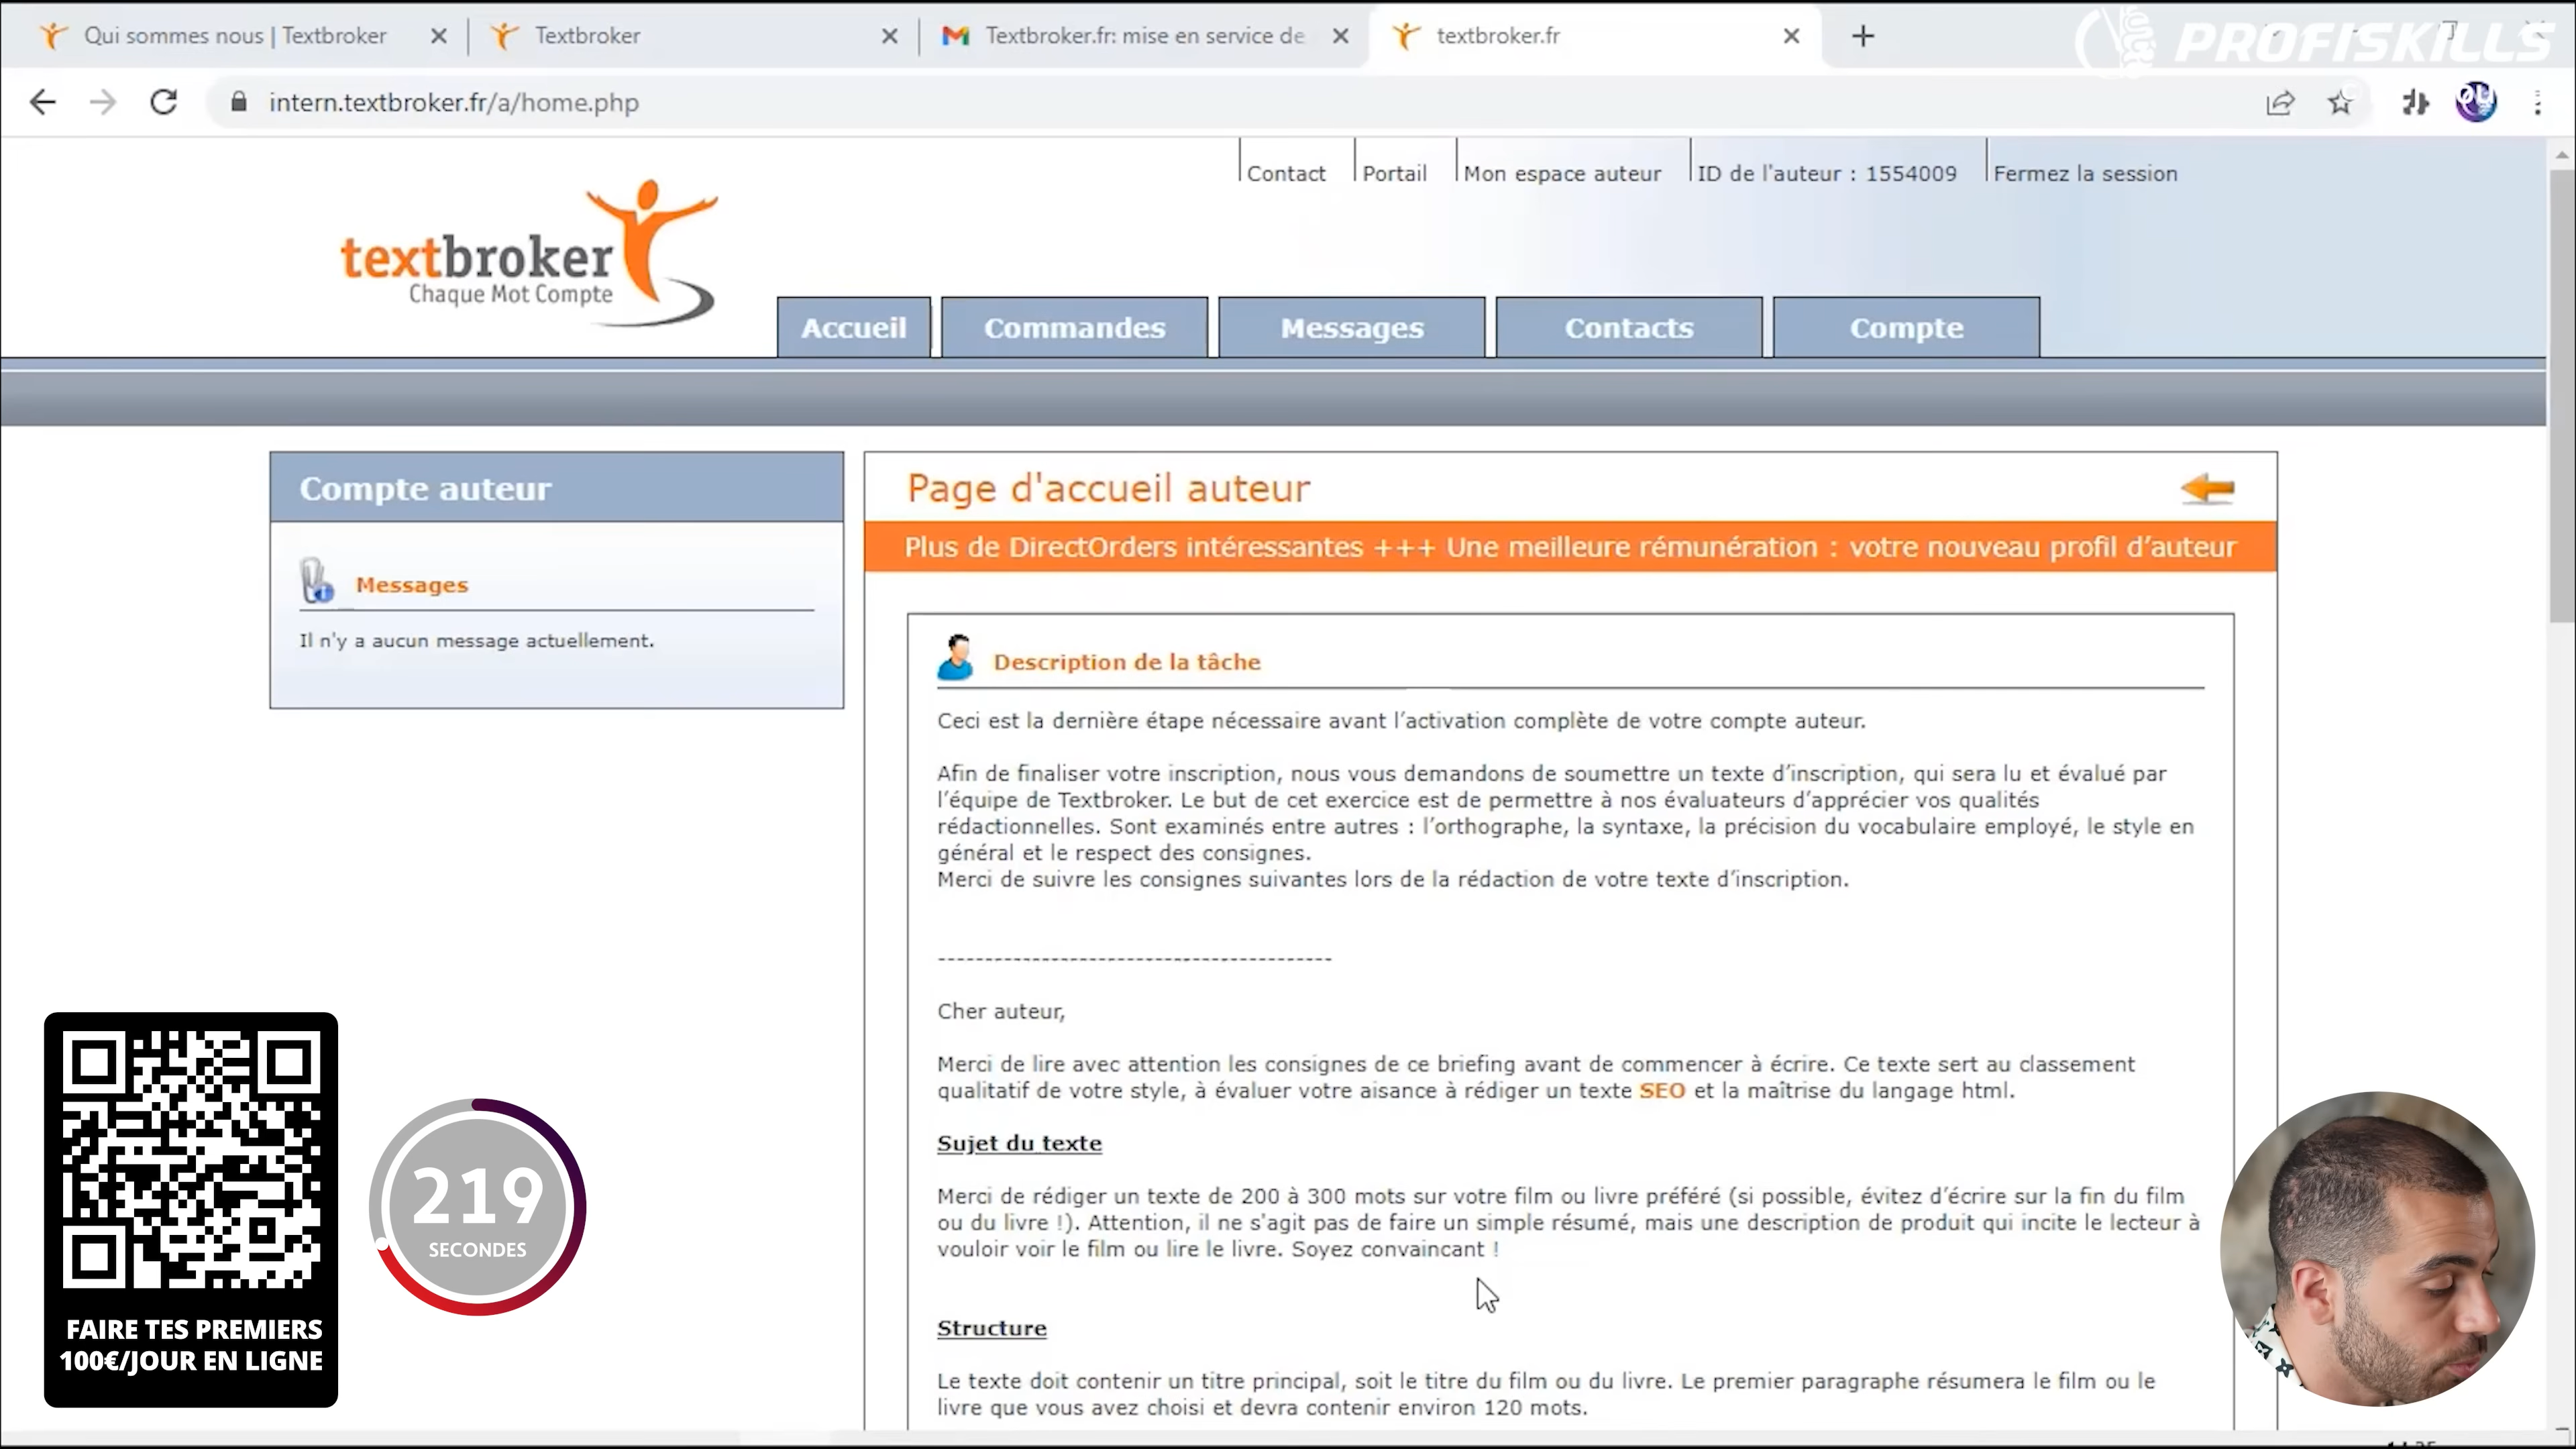 Qui sommes nous | Textbroker
Textbroker
Textbroker.fr: mise en service de
textbroker.fr
PROFISKILLS
intern.textbroker.fr/a/home.php
Contact
Portail
Mon espace auteur
ID de l'auteur : 1554009
Fermez la session
textbroker
Chaque Mot Compte
Accueil
Commandes
Messages
Contacts
Compte
Compte auteur
Messages
Il n'y a aucun message actuellement.
Page d'accueil auteur
Plus de DirectOrders intéressantes +++ Une meilleure rémunération : votre nouveau profil d’auteur
Description de la tâche
Ceci est la dernière étape nécessaire avant l’activation complète de votre compte auteur.
Afin de finaliser votre inscription, nous vous demandons de soumettre un texte d’inscription, qui sera lu et évalué par
l’équipe de Textbroker. Le but de cet exercice est de permettre à nos évaluateurs d’apprécier vos qualités
rédactionnelles. Sont examinés entre autres : l’orthographe, la syntaxe, la précision du vocabulaire employé, le style en
général et le respect des consignes.
Merci de suivre les consignes suivantes lors de la rédaction de votre texte d’inscription.
------------------------------------------
Cher auteur,
Merci de lire avec attention les consignes de ce briefing avant de commencer à écrire. Ce texte sert au classement
qualitatif de votre style, à évaluer votre aisance à rédiger un texte SEO et la maîtrise du langage html.
Sujet du texte
Merci de rédiger un texte de 200 à 300 mots sur votre film ou livre préféré (si possible, évitez d’écrire sur la fin du film
ou du livre !). Attention, il ne s'agit pas de faire un simple résumé, mais une description de produit qui incite le lecteur à
vouloir voir le film ou lire le livre. Soyez convaincant !
Structure
Le texte doit contenir un titre principal, soit le titre du film ou du livre. Le premier paragraphe résumera le film ou le
livre que vous avez choisi et devra contenir environ 120 mots.
219
SECONDES
FAIRE TES PREMIERS
100€/JOUR EN LIGNE